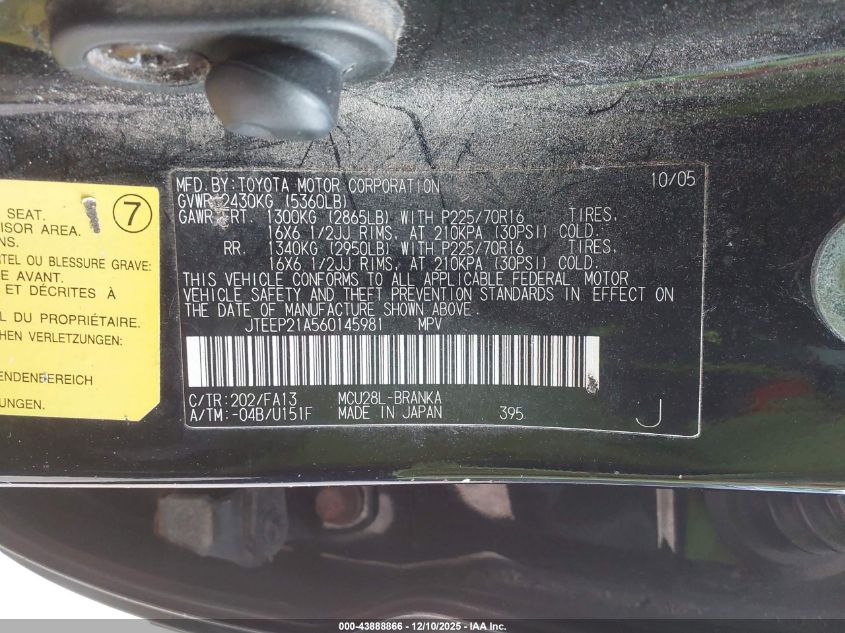 MFD.BY:TOYOTA MOTOR CORPORATION 10/05
GVWR 2430KG (5360LB)
GAWR FRT. 1300KG (2865LB) WITH P225/70R16 TIRES.
16X6 1/2JJ RIMS, AT 210KPA (30PSI) COLD.
RR. 1340KG (2950LB) WITH P225/70R16 TIRES.
16X6 1/2JJ RIMS, AT 210KPA (30PSI) COLD.
THIS VEHICLE CONFORMS TO ALL APPLICABLE FEDERAL MOTOR
VEHICLE SAFETY AND THEFT PREVENTION STANDARDS IN EFFECT ON
THE DATE OF MANUFACTURE SHOWN ABOVE.
JTEEP21A560145981 MPV
C/TR:202/FA13 MCU28L-BRANKA
A/TM:-04B/U151F MADE IN JAPAN 395 J
7
SEAT.
ISOR AREA.
NS.
TEL OU BLESSURE GRAVE:
E AVANT.
ET DÉCRITES À
L DU PROPRIÉTAIRE.
HEN VERLETZUNGEN:
ENDENBEREICH
UNGEN.
000-43888866 - 12/10/2025 - IAA Inc.